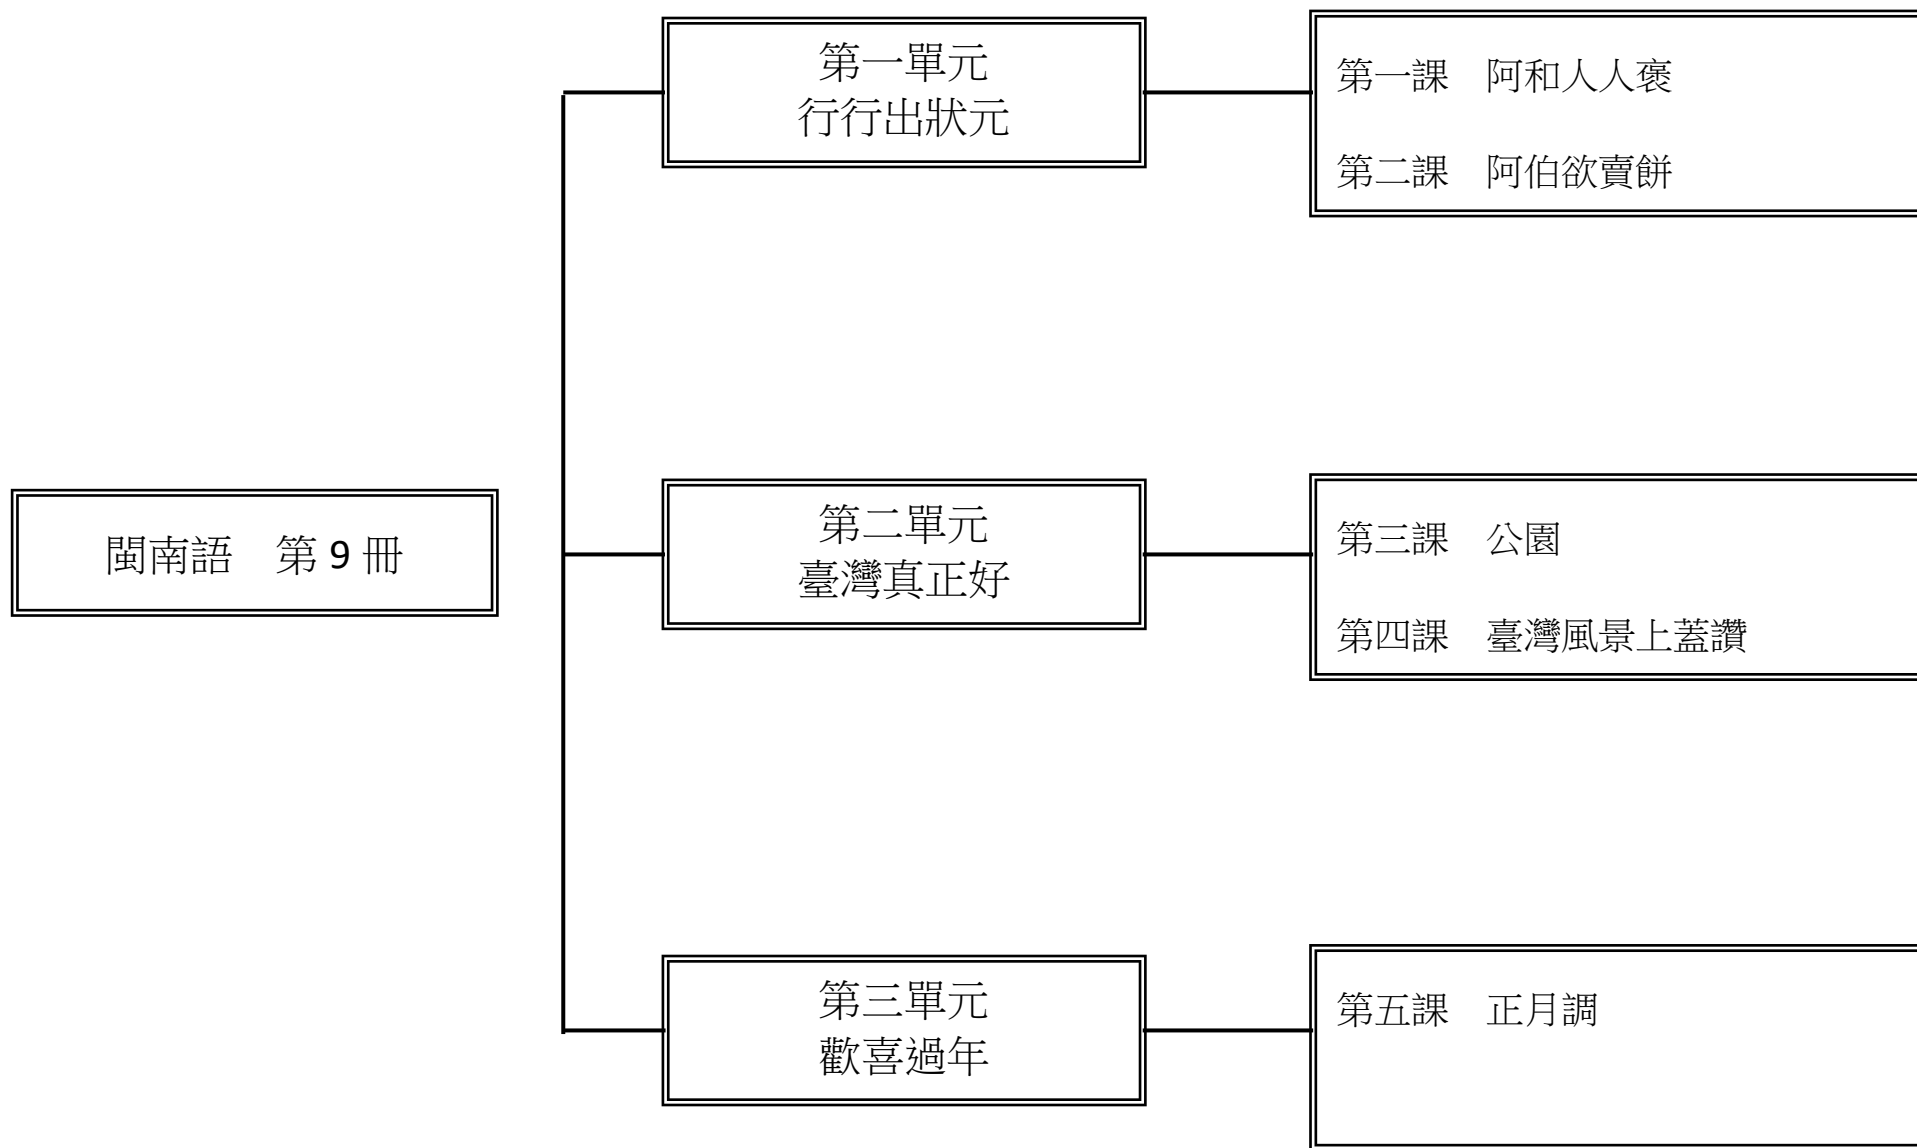 閩南語　第 9 冊
第一單元
行行出狀元
第一課　阿和人人褒
第二課　阿伯欲賣餅
第二單元
臺灣真正好
第三課　公園
第四課　臺灣風景上蓋讚
第三單元
歡喜過年
第五課　正月調